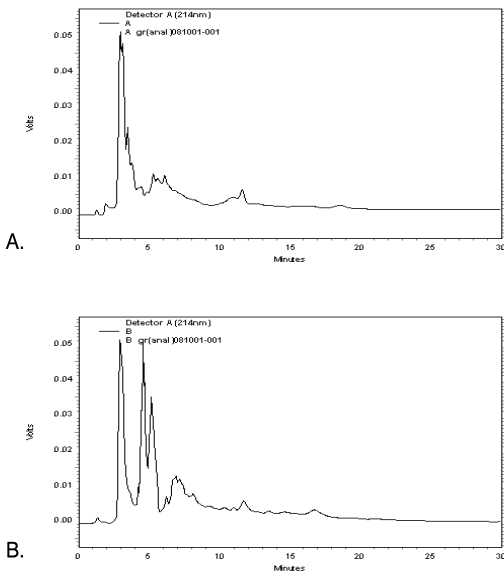 Detector A (214nm)
A
A gr(anal)081001-001
0.05
0.04
0.03
0.02
0.01
0.00
Volts
0 5 10 15 20 25 30
Minutes
A.
Detector A (214nm)
B
B gr(anal)081001-001
0.05
0.04
0.03
0.02
0.01
0.00
Volts
0 5 10 15 20 25 30
Minutes
B.